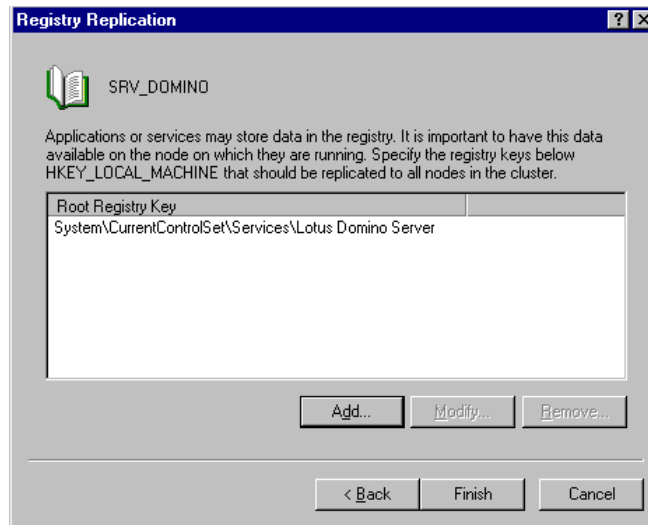 Registry Replication
SRV_DOMINO
Applications or services may store data in the registry. It is important to have this data
available on the node on which they are running. Specify the registry keys below
HKEY_LOCAL_MACHINE that should be replicated to all nodes in the cluster.
Root Registry Key
System\CurrentControlSet\Services\Lotus Domino Server
Add... Modify... Remove...
< Back Finish Cancel